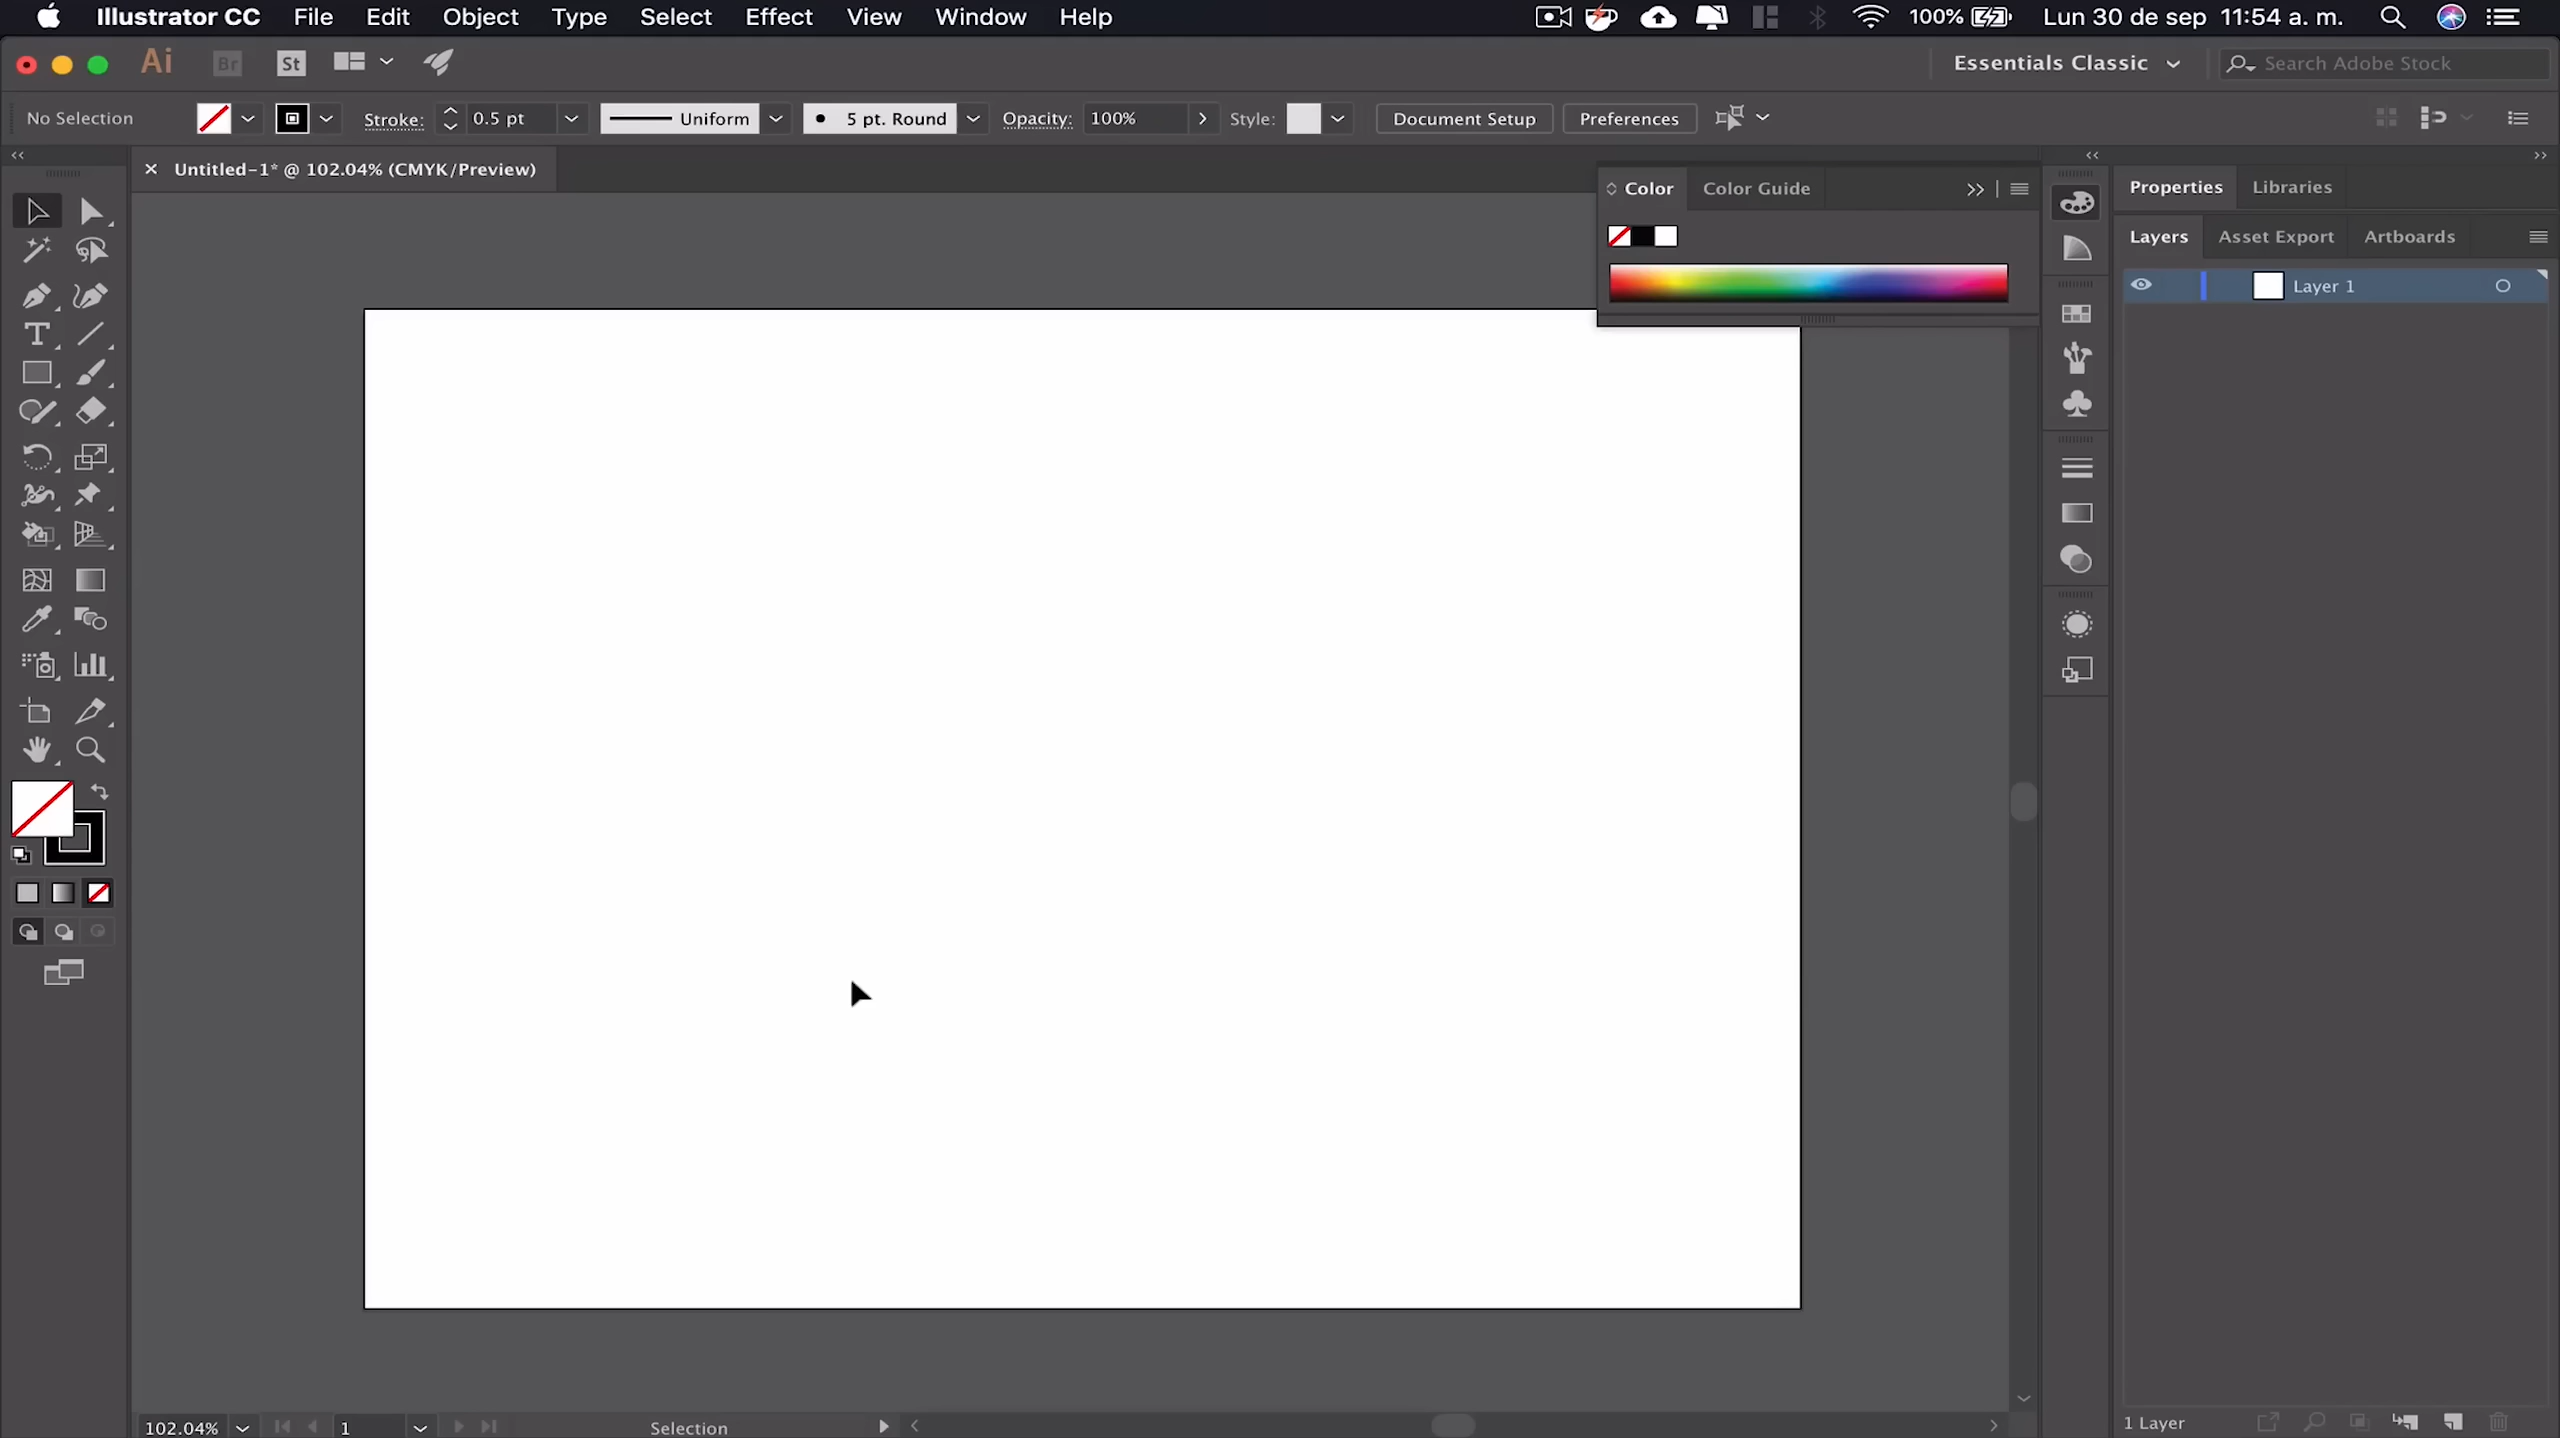 Illustrator CC File Edit Object Type Select Effect View Window Help 100% Lun 30 de sep 11:54 a. m.
Ai Br St Essentials Classic Search Adobe Stock
No Selection Stroke: 0.5 pt Uniform 5 pt. Round Opacity: 100% Style: Document Setup Preferences
Untitled-1* @ 102.04% (CMYK/Preview)
Color Color Guide
Properties Libraries
Layers Asset Export Artboards
Layer 1
102.04% 1 Selection
1 Layer